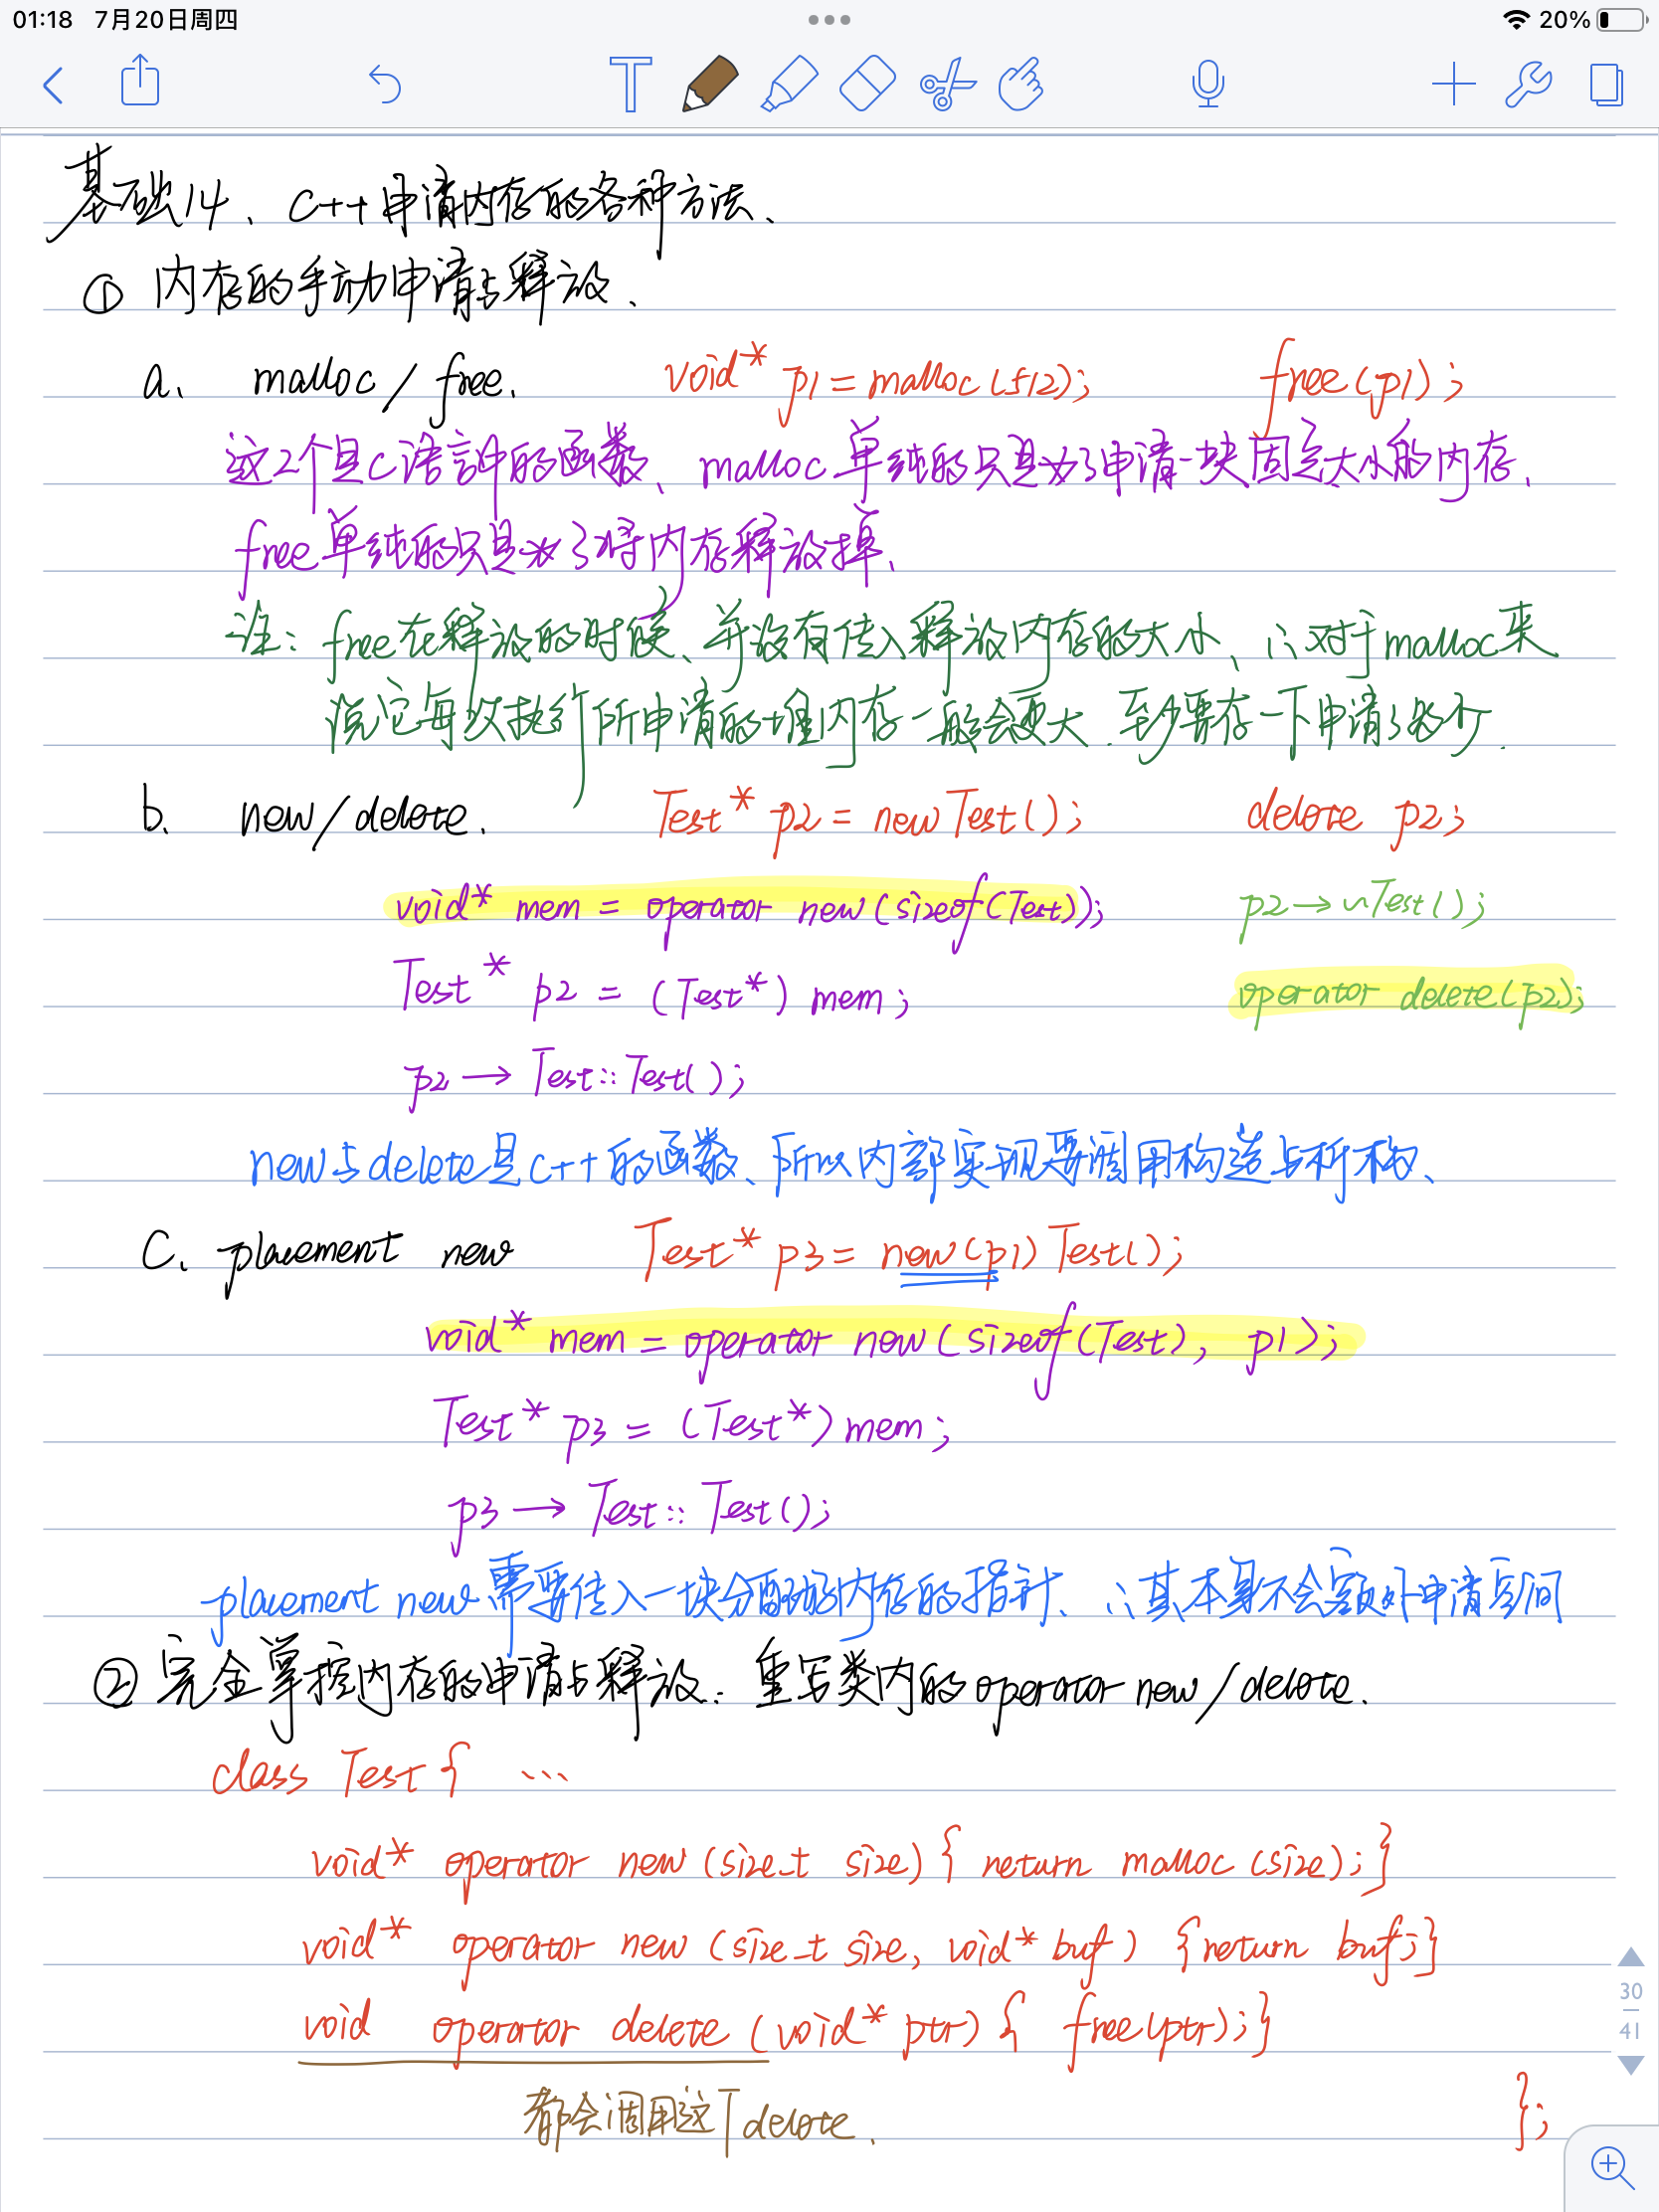 01:18 7月20日周四 20%
基础14、C++申请内存的各种方法、
① 内存的手动申请与释放、
a. malloc/free. void* p1 = malloc(512); free(p1);
这2个是C语言中的函数、malloc单纯的只是为了申请一块固定大小的内存、
free单纯的只是为了将内存释放掉、
注: free在释放的时候、并没有传入释放内存的大小、∴对于malloc来
说它每次执行所申请的堆内存一般会变大.至少要存一下申请了多少个.
b. new/delete. Test* p2 = new Test(); delete p2;
void* mem = operator new(sizeof(Test)); p2→~Test();
Test* p2 = (Test*) mem; operator delete(p2);
p2→Test::Test();
new与delete是C++的函数、所以内部实现要调用构造与析构、
C. placement new Test* p3 = new(p1) Test();
void* mem = operator new(sizeof(Test), p1);
Test* p3 = (Test*) mem;
p3→Test::Test();
placement new需要传入一块分配好的内存的指针、∴其本身不会额外申请空间
② 完全掌控内存的申请与释放: 重写类内的operator new/delete.
class Test{ ...
void* operator new(size_t size){ return malloc(size);}
void* operator new(size_t size, void* buf) {return buf;}
void operator delete(void* ptr){ free(ptr);}
都会调用这个delete.
};
30
41